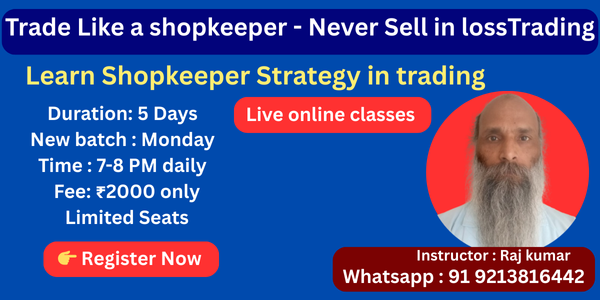 Trade Like a shopkeeper - Never Sell in lossTrading
Learn Shopkeeper Strategy in trading
Duration: 5 Days
New batch : Monday
Time : 7-8 PM daily
Fee: ₹2000 only
Limited Seats
Live online classes
👉 Register Now
Instructor : Raj kumar
Whatsapp : 91 9213816442